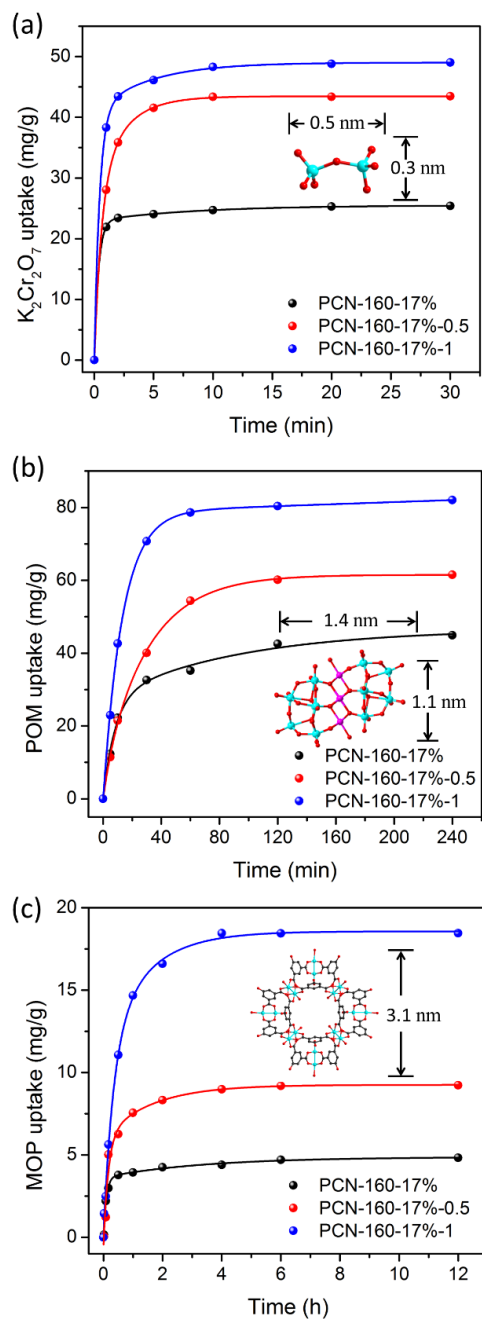 (a)
50
40
30
20
10
0
K2Cr2O7 uptake (mg/g)
0.5 nm
0.3 nm
PCN-160-17%
PCN-160-17%-0.5
PCN-160-17%-1
0 5 10 15 20 25 30
Time (min)
(b)
80
60
40
20
0
POM uptake (mg/g)
1.4 nm
1.1 nm
PCN-160-17%
PCN-160-17%-0.5
PCN-160-17%-1
0 40 80 120 160 200 240
Time (min)
(c)
20
15
10
5
0
MOP uptake (mg/g)
3.1 nm
PCN-160-17%
PCN-160-17%-0.5
PCN-160-17%-1
0 2 4 6 8 10 12
Time (h)